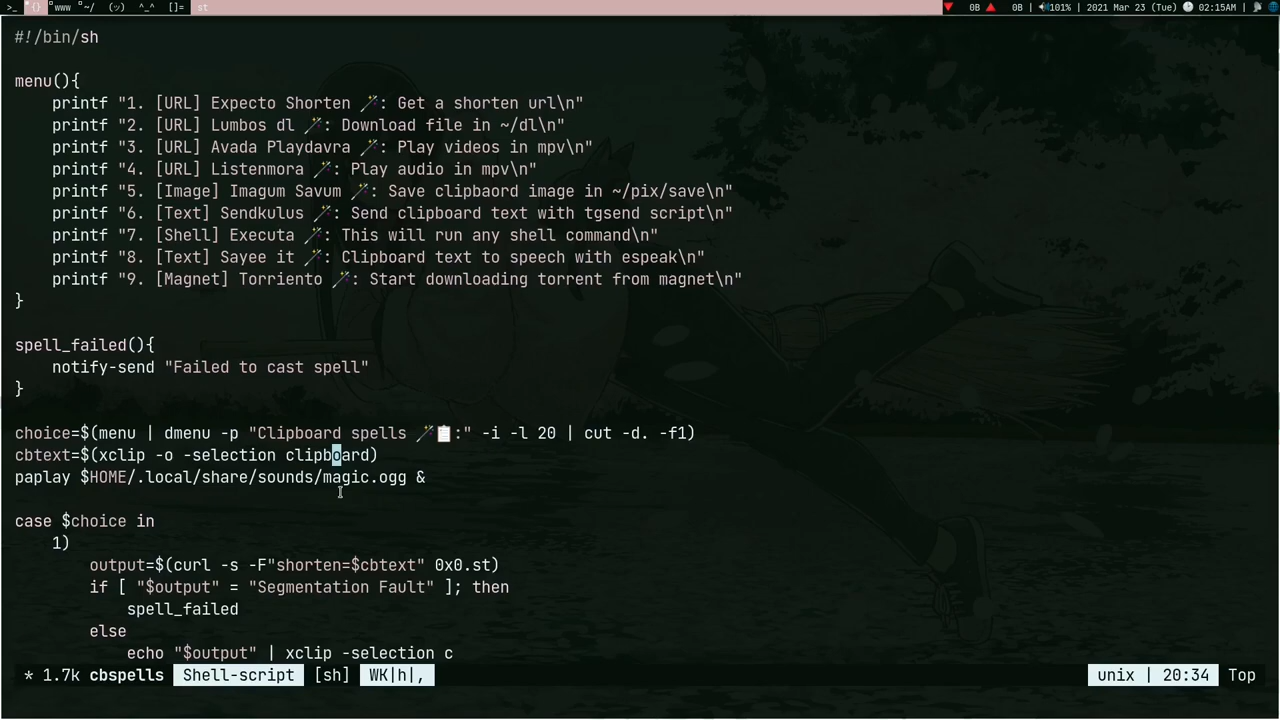 >_ {} www ~/ (ツ) ^_^ []= st 0B 0B | 101% | 2021 Mar 23 (Tue) 02:15AM |
#!/bin/sh
menu(){
printf "1. [URL] Expecto Shorten 🪄: Get a shorten url\n"
printf "2. [URL] Lumbos dl 🪄: Download file in ~/dl\n"
printf "3. [URL] Avada Playdavra 🪄: Play videos in mpv\n"
printf "4. [URL] Listenmora 🪄: Play audio in mpv\n"
printf "5. [Image] Imagum Savum 🪄: Save clipbaord image in ~/pix/save\n"
printf "6. [Text] Sendkulus 🪄: Send clipboard text with tgsend script\n"
printf "7. [Shell] Executa 🪄: This will run any shell command\n"
printf "8. [Text] Sayee it 🪄: Clipboard text to speech with espeak\n"
printf "9. [Magnet] Torriento 🪄: Start downloading torrent from magnet\n"
}
spell_failed(){
notify-send "Failed to cast spell"
}
choice=$(menu | dmenu -p "Clipboard spells 🪄📋:" -i -l 20 | cut -d. -f1)
cbtext=$(xclip -o -selection clipboard)
paplay $HOME/.local/share/sounds/magic.ogg &
case $choice in
1)
output=$(curl -s -F"shorten=$cbtext" 0x0.st)
if [ "$output" = "Segmentation Fault" ]; then
spell_failed
else
echo "$output" | xclip -selection c
* 1.7k cbspells Shell-script [sh] WK|h|, unix | 20:34 Top